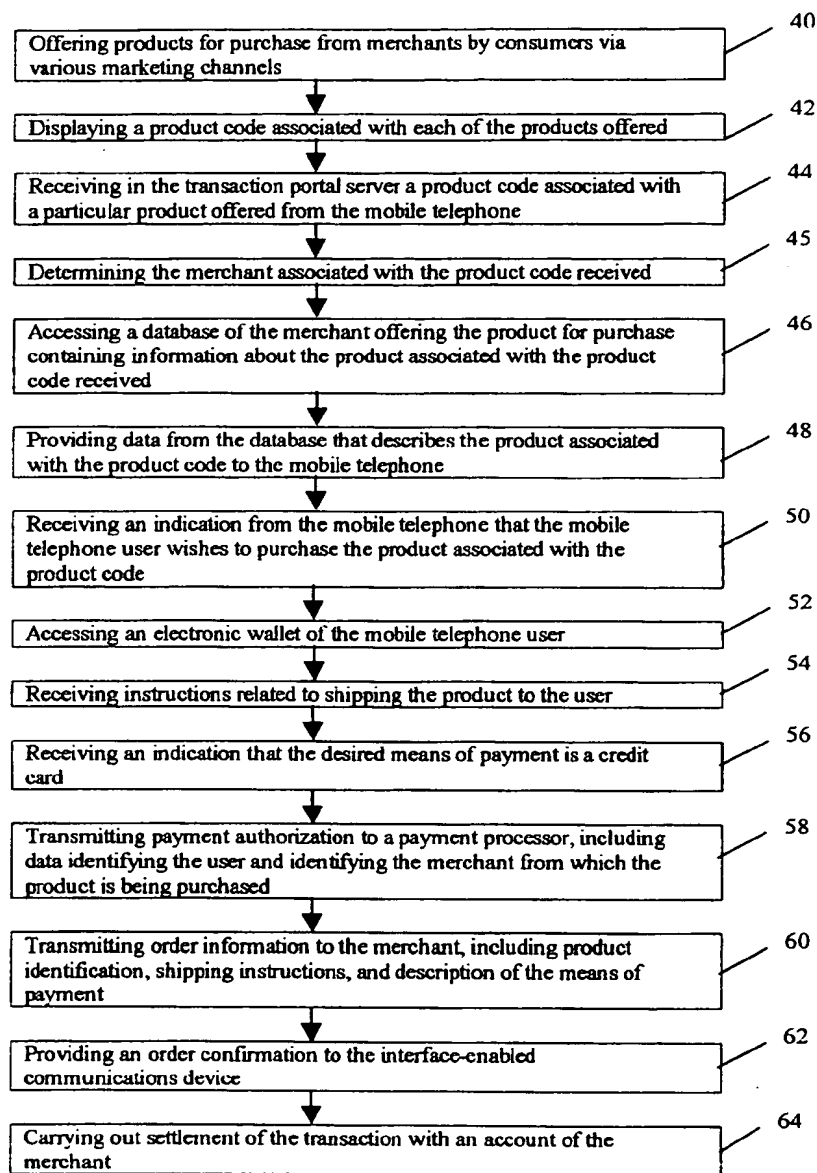 40
Offering products for purchase from merchants by consumers via
various marketing channels
42
Displaying a product code associated with each of the products offered
44
Receiving in the transaction portal server a product code associated with
a particular product offered from the mobile telephone
45
Determining the merchant associated with the product code received
46
Accessing a database of the merchant offering the product for purchase
containing information about the product associated with the product
code received
48
Providing data from the database that describes the product associated
with the product code to the mobile telephone
50
Receiving an indication from the mobile telephone that the mobile
telephone user wishes to purchase the product associated with the
product code
52
Accessing an electronic wallet of the mobile telephone user
54
Receiving instructions related to shipping the product to the user
56
Receiving an indication that the desired means of payment is a credit
card
58
Transmitting payment authorization to a payment processor, including
data identifying the user and identifying the merchant from which the
product is being purchased
60
Transmitting order information to the merchant, including product
identification, shipping instructions, and description of the means of
payment
62
Providing an order confirmation to the interface-enabled
communications device
64
Carrying out settlement of the transaction with an account of the
merchant